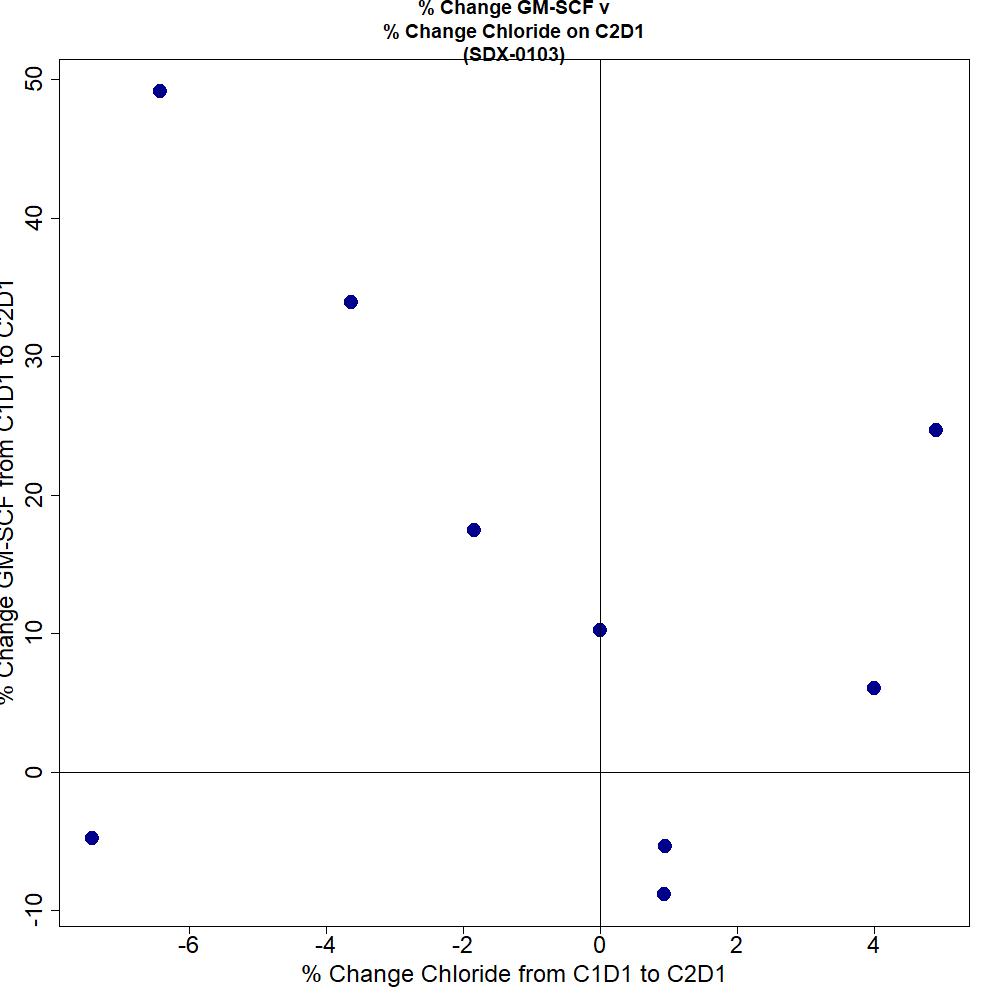 % Change GM-SCF v
% Change Chloride on C2D1
(SDX-0103)
% Change GM-SCF from C1D1 to C2D1
50
40
30
20
10
0
-10
-6
-4
-2
0
2
4
% Change Chloride from C1D1 to C2D1